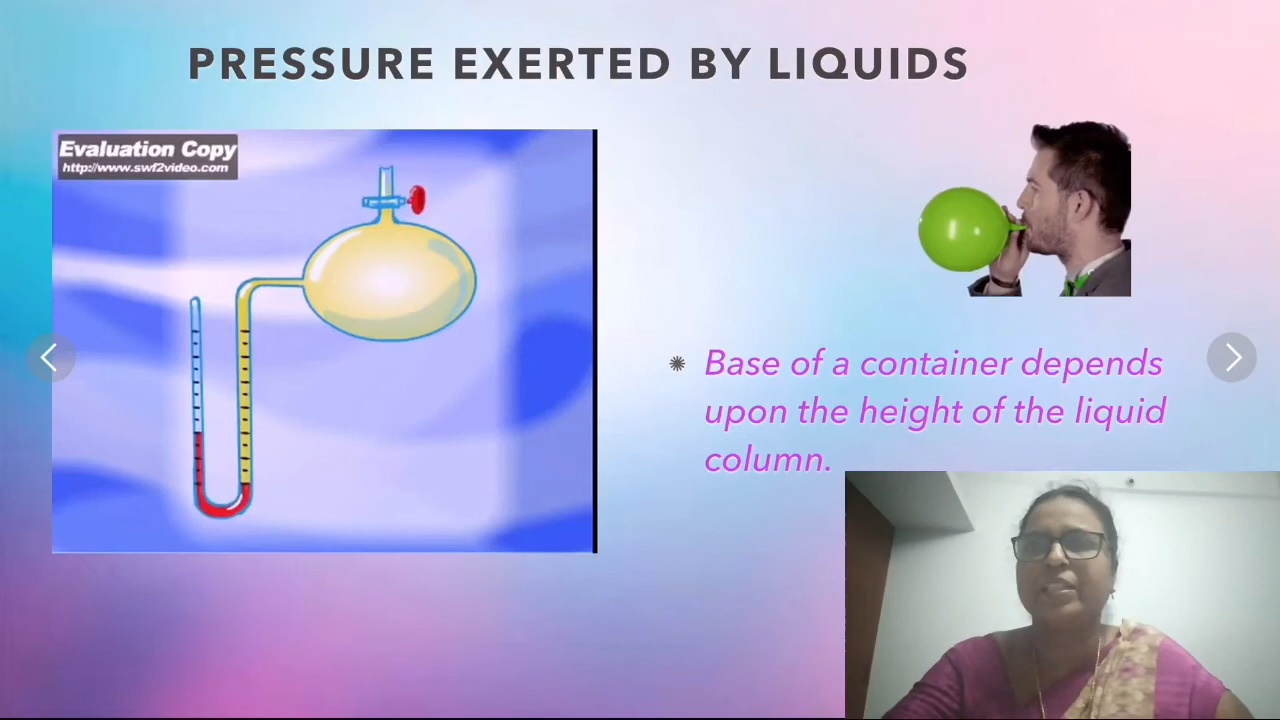 PRESSURE EXERTED BY LIQUIDS
Evaluation Copy
http://www.swf2video.com
Base of a container depends
upon the height of the liquid
column.